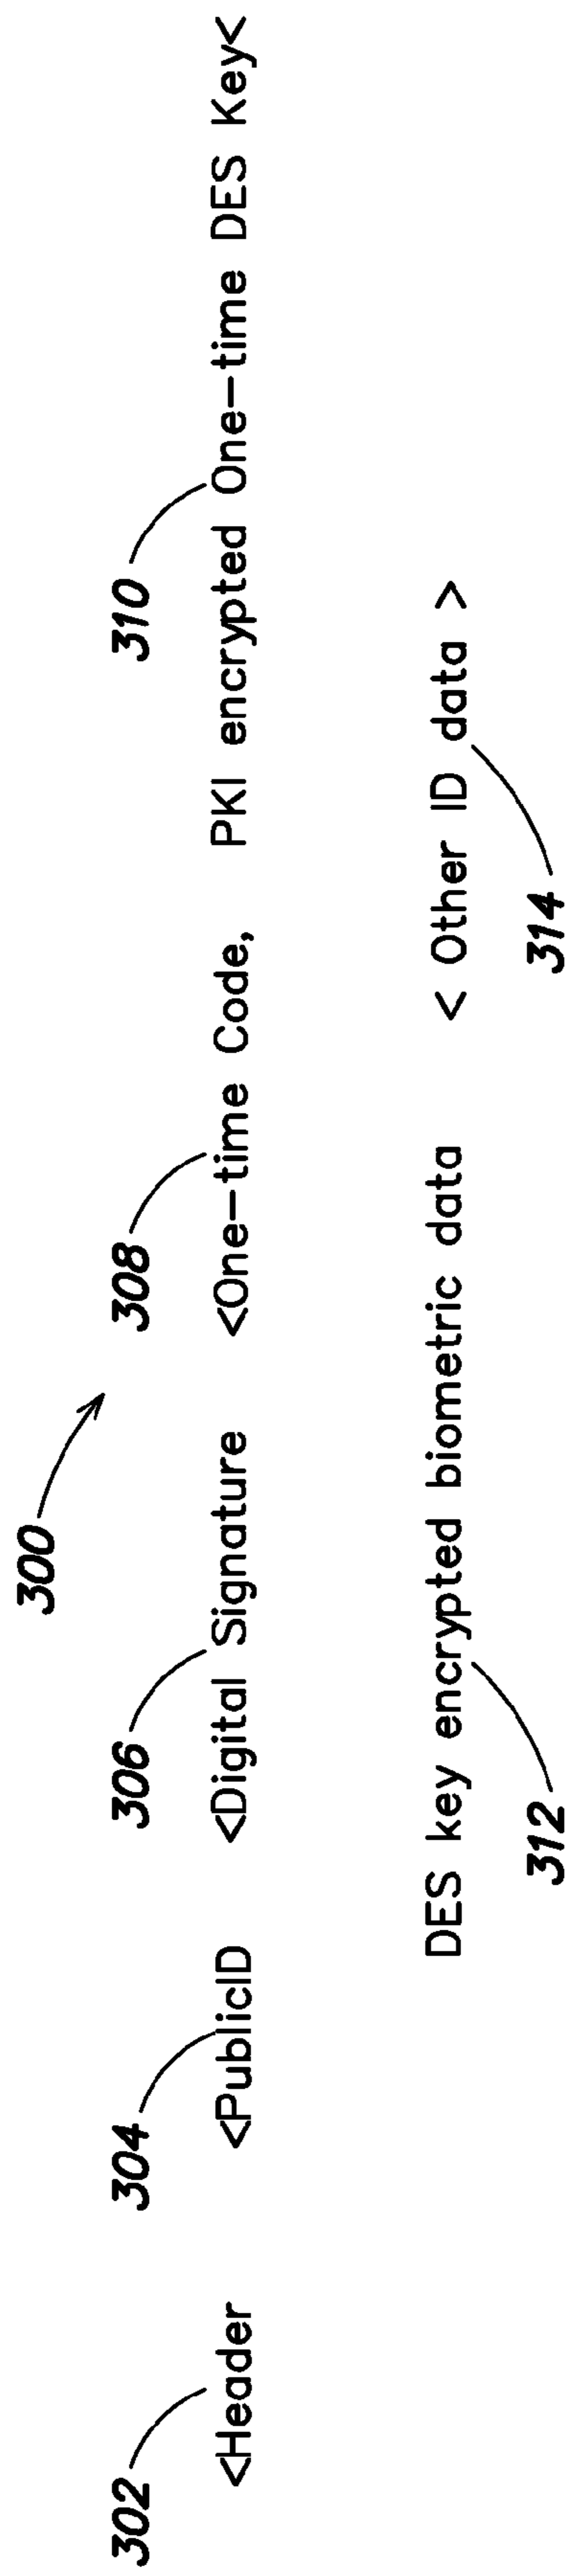 300
302 304 306 308 310
<Header <PublicID <Digital Signature <One-time Code, PKI encrypted One-time DES Key<
DES key encrypted biometric data < Other ID data >
312 314